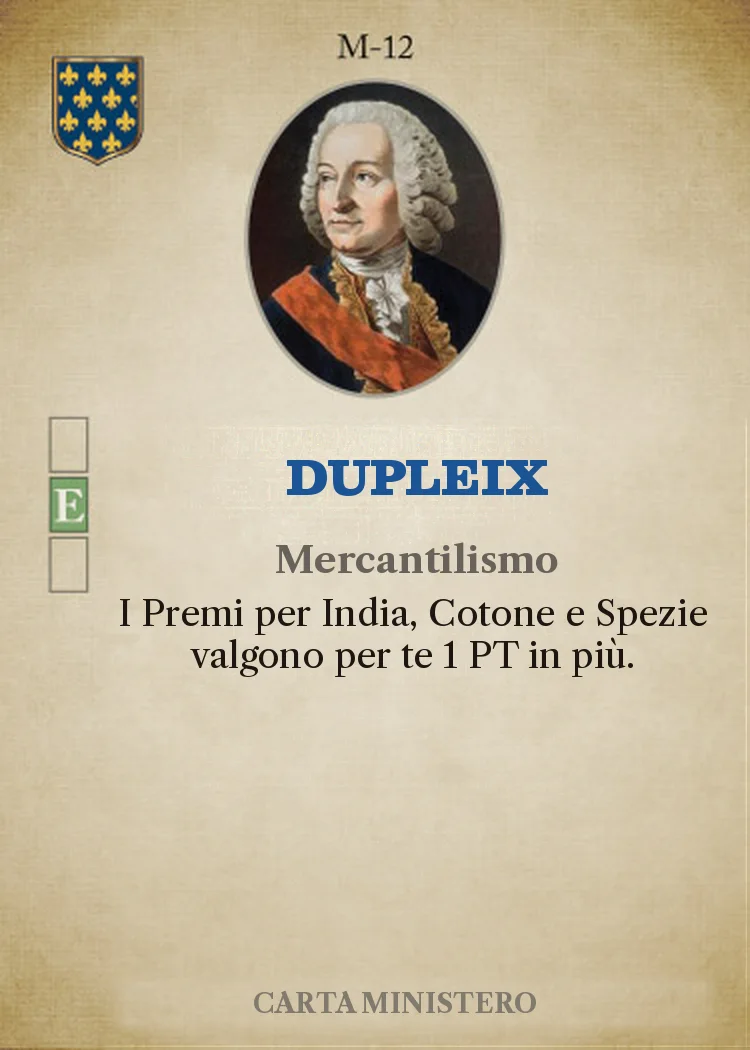 M-12
E
DUPLEIX
Mercantilismo
I Premi per India, Cotone e Spezie
valgono per te 1 PT in più.
CARTA MINISTERO